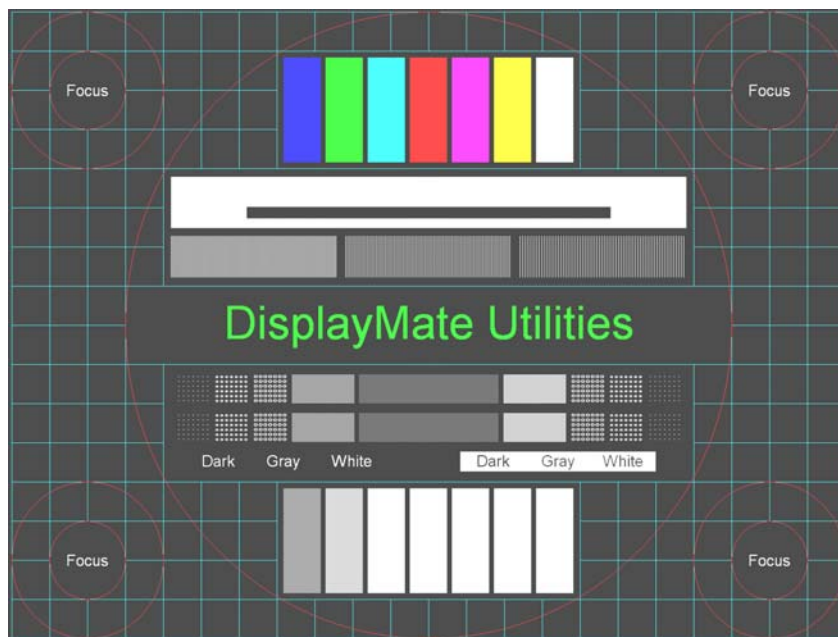 Focus
Focus
DisplayMate Utilities
Dark Gray White
Dark Gray White
Focus
Focus